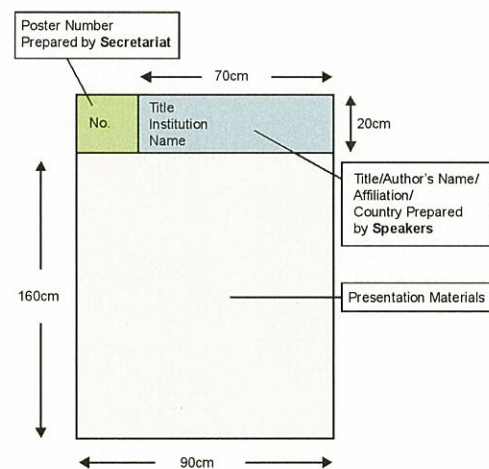 Poster Number
Prepared by Secretariat
70cm
No.
Title
Institution
Name
20cm
Title/Author's Name/
Affiliation/
Country Prepared
by Speakers
160cm
Presentation Materials
90cm